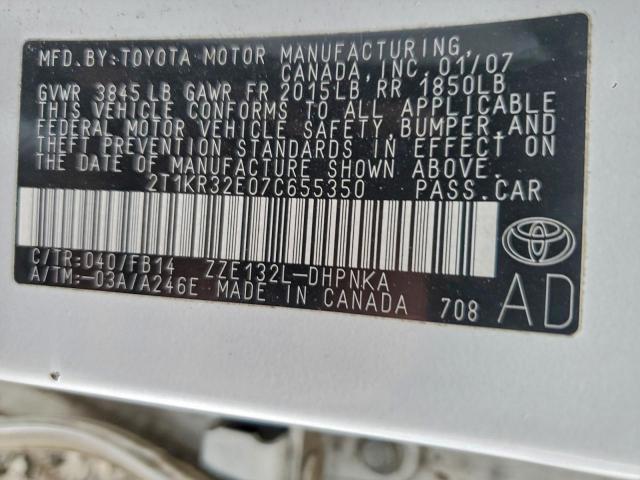 MFD.BY:TOYOTA MOTOR MANUFACTURING,
CANADA, INC. 01/07
GVWR 3845LB GAWR FR 2015LB, RR 1850LB
THIS VEHICLE CONFORMS TO ALL APPLICABLE
FEDERAL MOTOR VEHICLE SAFETY, BUMPER, AND
THEFT PREVENTION STANDARDS IN EFFECT ON
THE DATE OF MANUFACTURE SHOWN ABOVE.
2T1KR32E07C655350 PASS.CAR
C/TR:040/FB14 ZZE132L-DHPNKA
A/TM:-03A/A246E MADE IN CANADA 708 AD